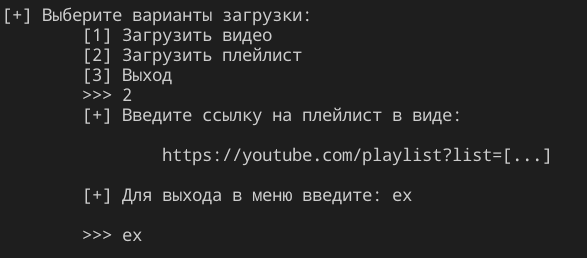 [+] Выберите варианты загрузки:
[1] Загрузить видео
[2] Загрузить плейлист
[3] Выход
>>> 2
[+] Введите ссылку на плейлист в виде:
https://youtube.com/playlist?list=[...]
[+] Для выхода в меню введите: ex
>>> ex